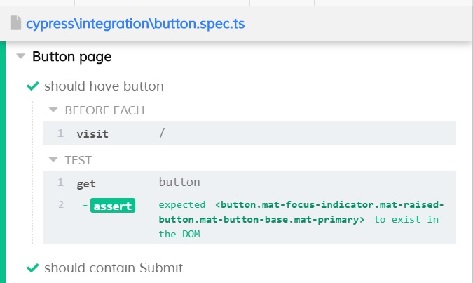 cypress\integration\button.spec.ts
Button page
should have button
BEFORE EACH
1 visit /
TEST
1 get button
2 - assert expected <button.mat-focus-indicator.mat-raised-
button.mat-button-base.mat-primary> to exist in
the DOM
should contain Submit